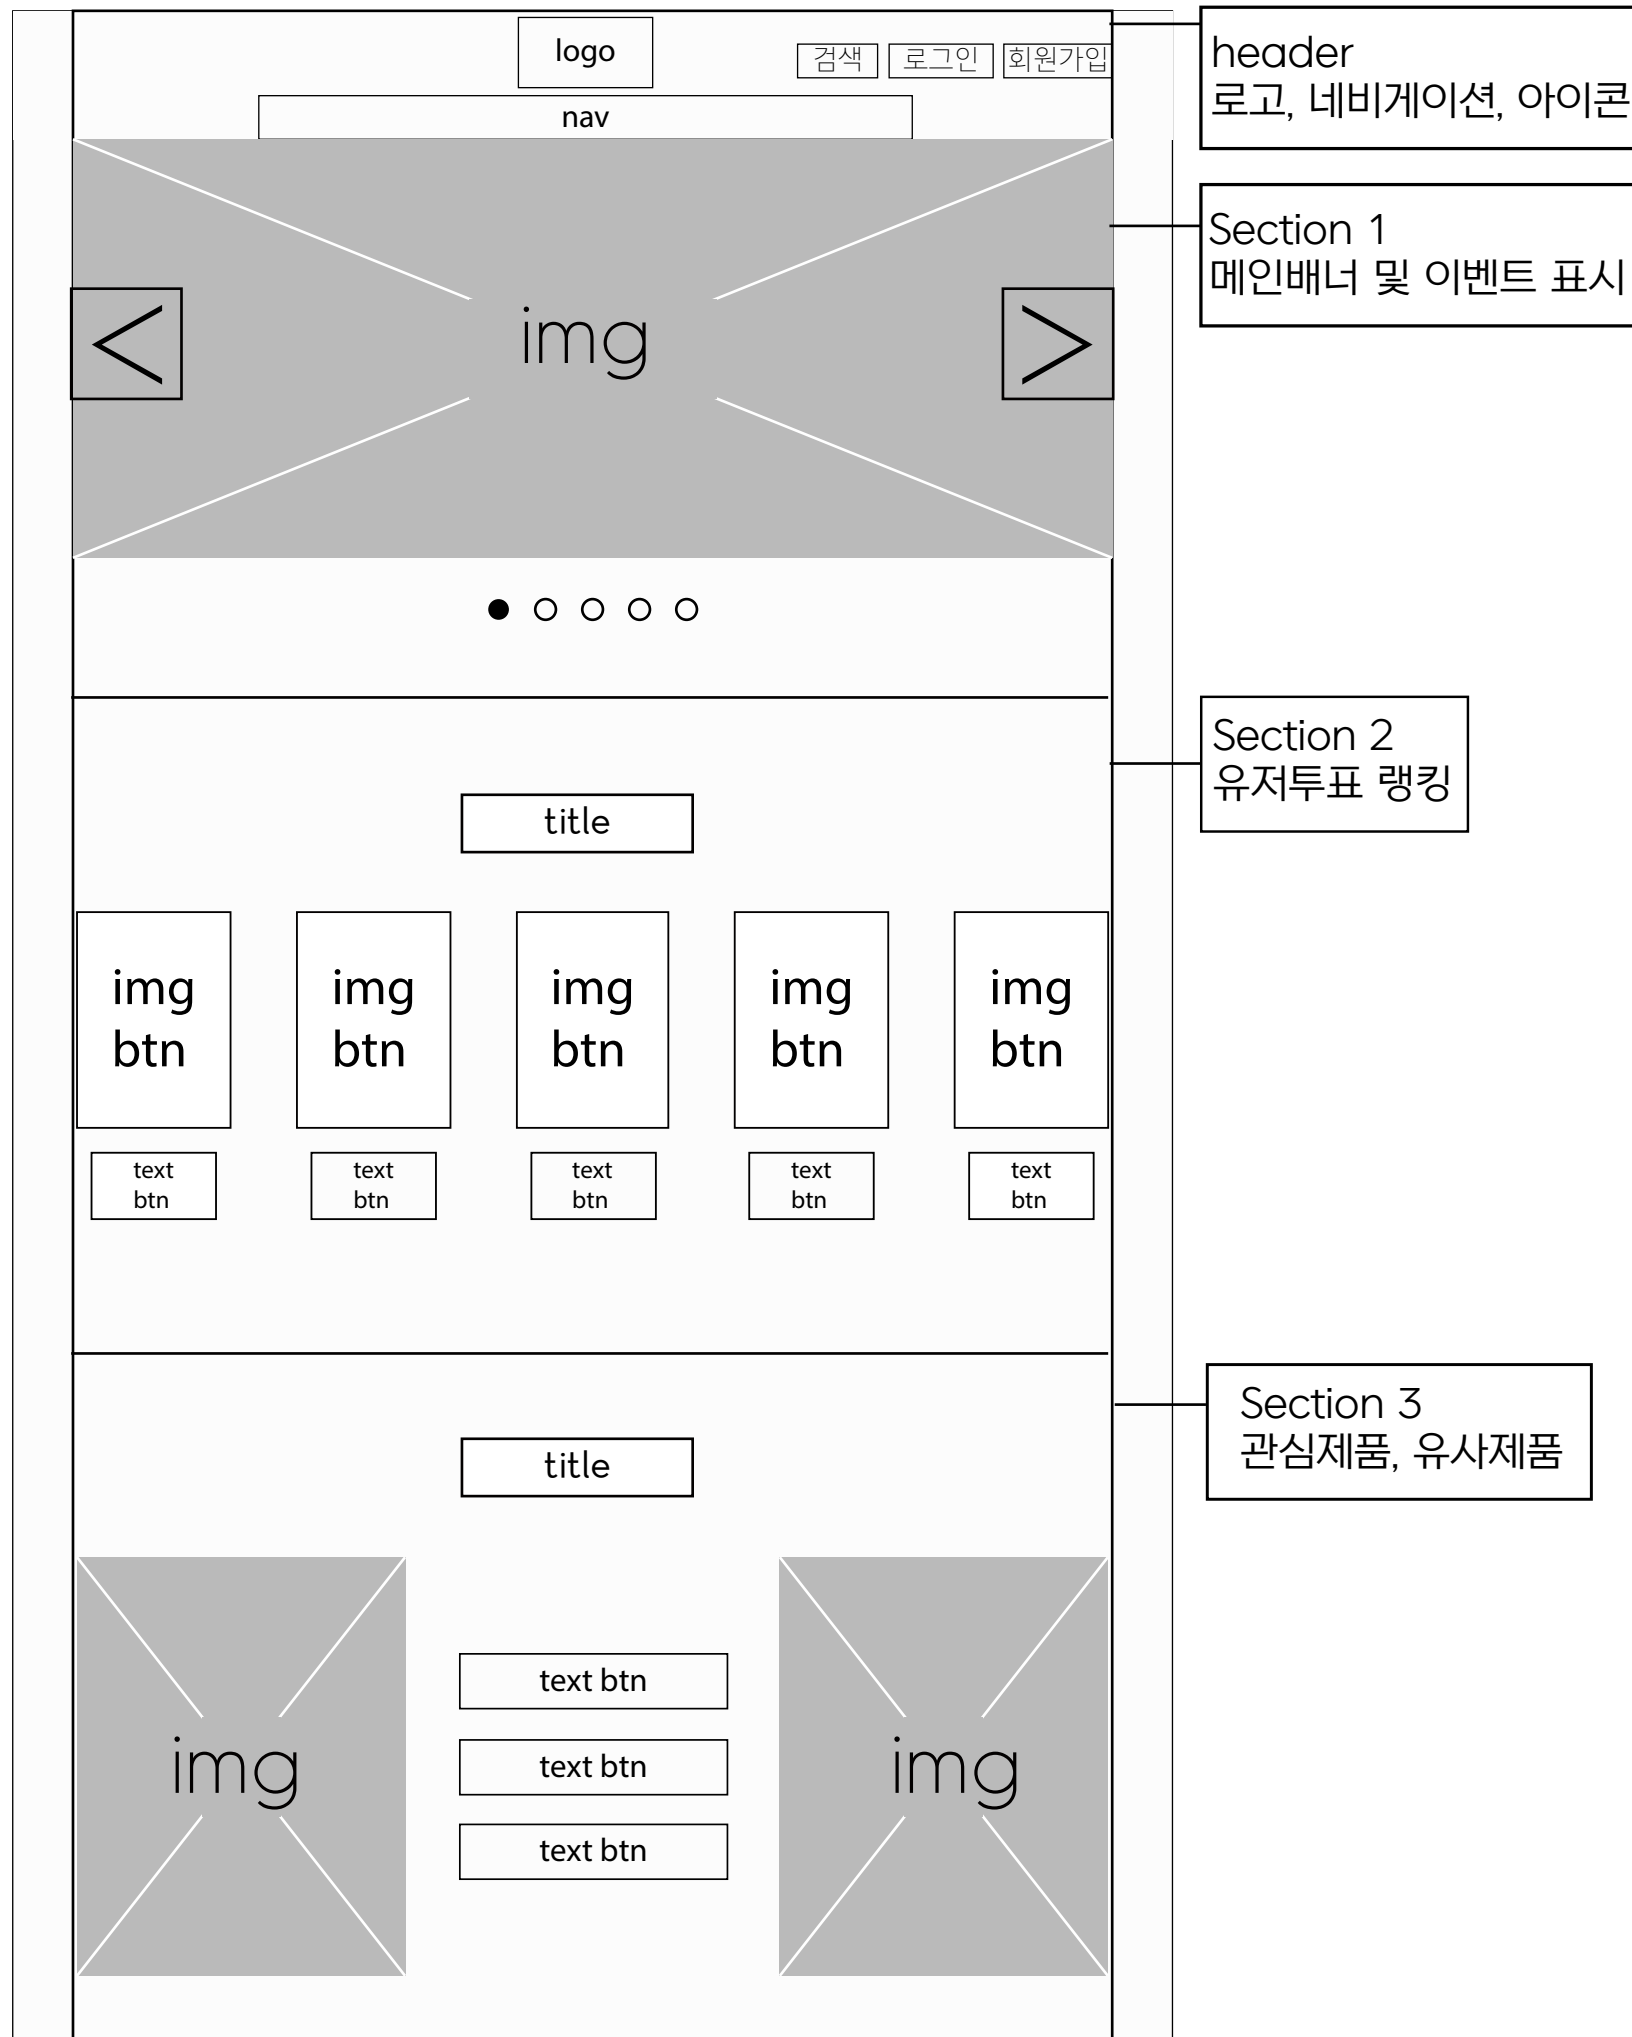 logo
검색 로그인 회원가입
nav
header
로고, 네비게이션, 아이콘
Section 1
메인배너 및 이벤트 표시
<
img
>
Section 2
유저투표 랭킹
title
img img img img img
btn btn btn btn btn
text text text text text
btn btn btn btn btn
Section 3
관심제품, 유사제품
title
text btn
img
text btn
img
text btn